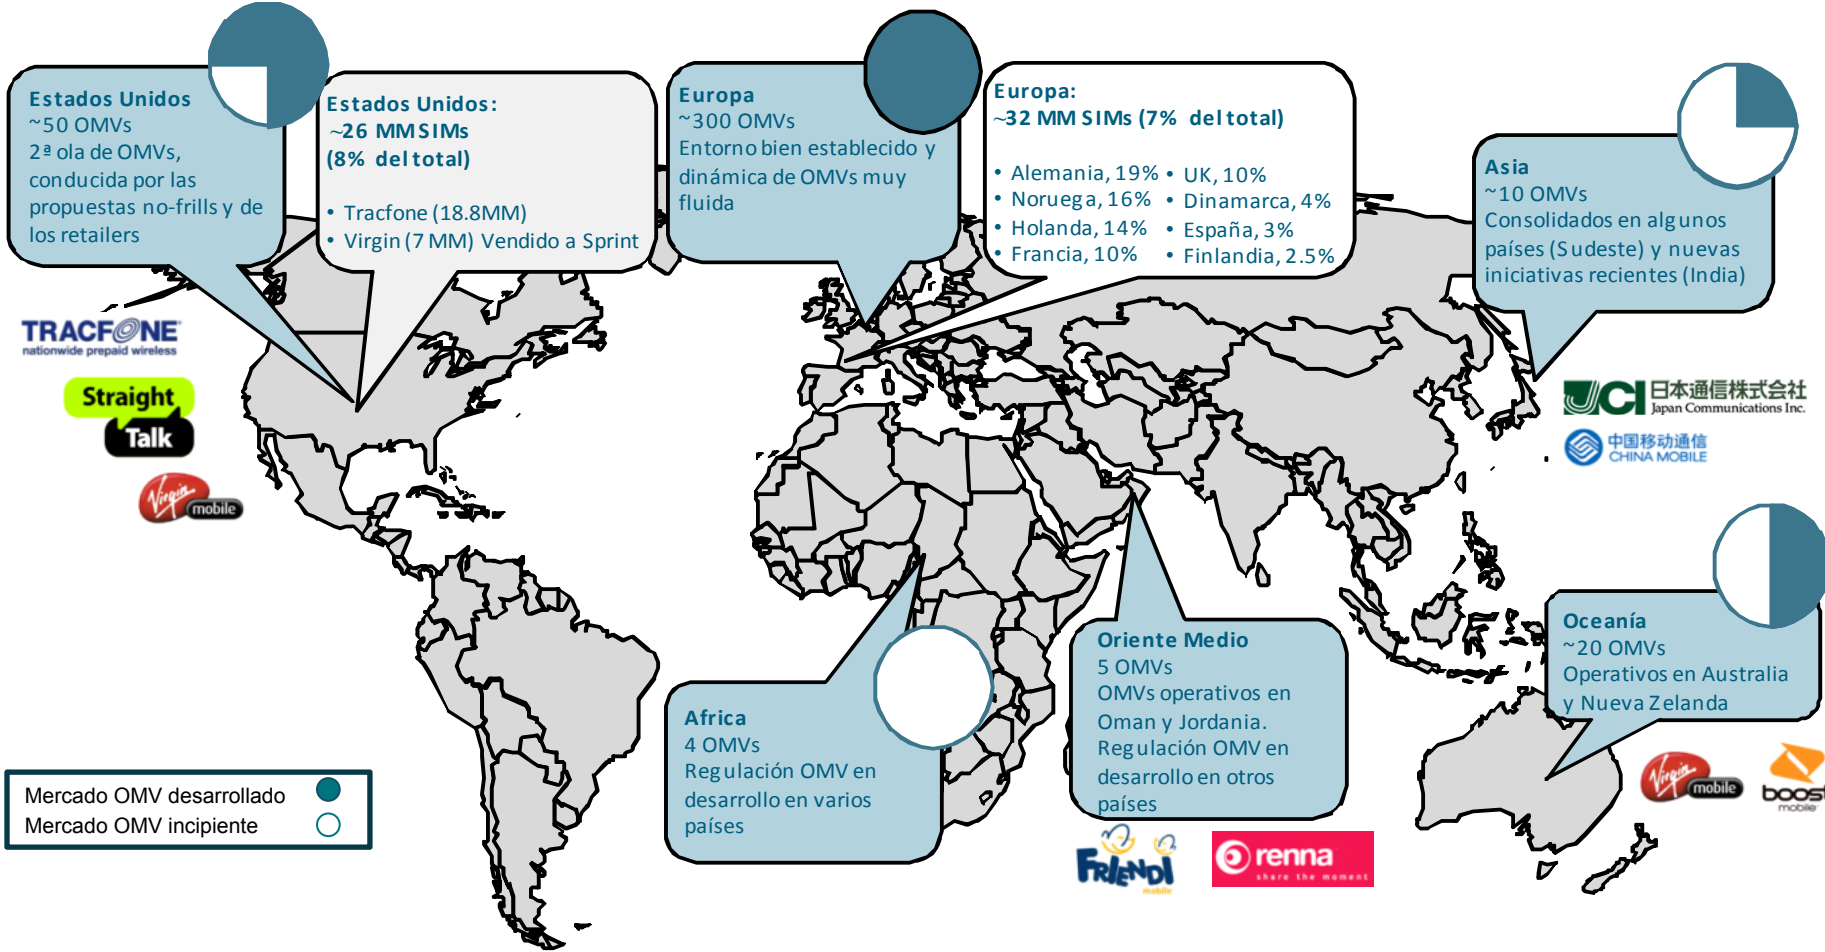 Estados Unidos
~50 OMVs
2ª ola de OMVs,
conducida por las
propuestas no-frills y de
los retailers
Estados Unidos:
~26 MM SIMs
(8% del total)
• Tracfone (18.8MM)
• Virgin (7 MM) Vendido a Sprint
Europa
~300 OMVs
Entorno bien establecido y
dinámica de OMVs muy
fluida
Europa:
~32 MM SIMs (7% del total)
• Alemania, 19%
• Noruega, 16%
• Holanda, 14%
• Francia, 10%
• UK, 10%
• Dinamarca, 4%
• España, 3%
• Finlandia, 2.5%
Asia
~10 OMVs
Consolidados en algunos
países (Sudeste) y nuevas
iniciativas recientes (India)
TRACFONE
nationwide prepaid wireless
Straight
Talk
Virgin
mobile
JCI 日本通信株式会社
Japan Communications Inc.
中国移动通信
CHINA MOBILE
Africa
4 OMVs
Regulación OMV en
desarrollo en varios
países
Oriente Medio
5 OMVs
OMVs operativos en
Oman y Jordania.
Regulación OMV en
desarrollo en otros
países
Oceanía
~20 OMVs
Operativos en Australia
y Nueva Zelanda
Virgin
mobile
boost
mobile
FRiENDi
mobile
renna
share the moment
Mercado OMV desarrollado
Mercado OMV incipiente